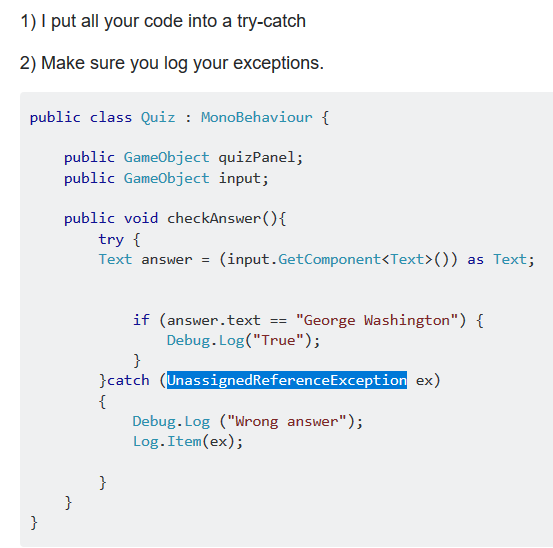 1) I put all your code into a try-catch
2) Make sure you log your exceptions.
public class Quiz : MonoBehaviour {
public GameObject quizPanel;
public GameObject input;
public void checkAnswer(){
try {
Text answer = (input.GetComponent<Text>()) as Text;
if (answer.text == "George Washington") {
Debug.Log("True");
}
}catch (UnassignedReferenceException ex)
{
Debug.Log ("Wrong answer");
Log.Item(ex);
}
}
}